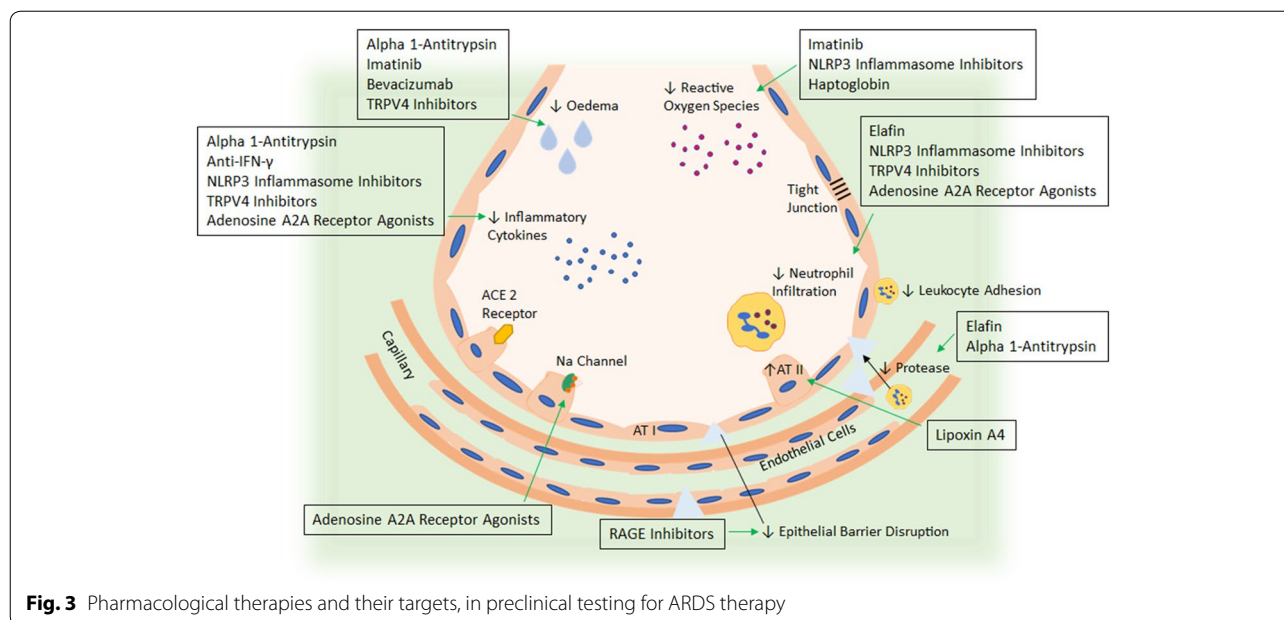 Alpha 1-Antitrypsin
Imatinib
Bevacizumab
TRPV4 Inhibitors
Imatinib
NLRP3 Inflammasome Inhibitors
Haptoglobin
↓ Oedema
↓ Reactive
Oxygen Species
Alpha 1-Antitrypsin
Anti-IFN-γ
NLRP3 Inflammasome Inhibitors
TRPV4 Inhibitors
Adenosine A2A Receptor Agonists
Elafin
NLRP3 Inflammasome Inhibitors
TRPV4 Inhibitors
Adenosine A2A Receptor Agonists
Tight
Junction
↓ Inflammatory
Cytokines
↓ Neutrophil
Infiltration
↓ Leukocyte Adhesion
ACE 2
Receptor
Elafin
Alpha 1-Antitrypsin
Capillary
Na Channel
↑AT II
↓ Protease
AT I
Endothelial Cells
Lipoxin A4
Adenosine A2A Receptor Agonists
RAGE Inhibitors
↓ Epithelial Barrier Disruption
Fig. 3 Pharmacological therapies and their targets, in preclinical testing for ARDS therapy